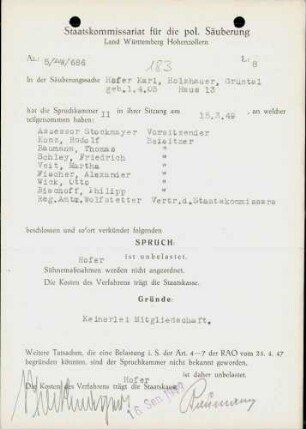 Staatskommissariat für die pol. Säuberung
Land Württemberg Hohenzollern
Az.: 5/49/684
L: 8
183
In der Säuberungssache Hofer Karl, Holzhauer, Grüntal
geb.1.4.05 Haus 13
hat die Spruchkammer II in ihrer Sitzung am 15.3.49 , an welcher
teilgenommen haben:
Assessor Stockmayer Vorsitzender
Kunz, Rudolf Beisitzer
Baumann, Thomas "
Schley, Friedrich "
Veit, Martha "
Fischer, Alexander "
Wick, Otto "
Bischoff, Philipp "
Reg.Amtm.Wolfstetter Vertr.d.Staatskommissars
beschlossen und sofort verkündet folgenden
SPRUCH:
Hofer ist unbelastet.
Sühnemaßnahmen werden nicht angeordnet.
Die Kosten des Verfahrens trägt die Staatskasse.
Gründe:
Keinerlei Mitgliedschaft.
Weitere Tatsachen, die eine Belastung i. S. der Art. 4–7 der RAO vom 25. 4. 47
begründen könnten, sind der Spruchkammer nicht bekannt geworden.
Hofer ist daher unbelastet.
Die Kosten des Verfahrens trägt die Staatskasse.
Stockmayer
Baumann